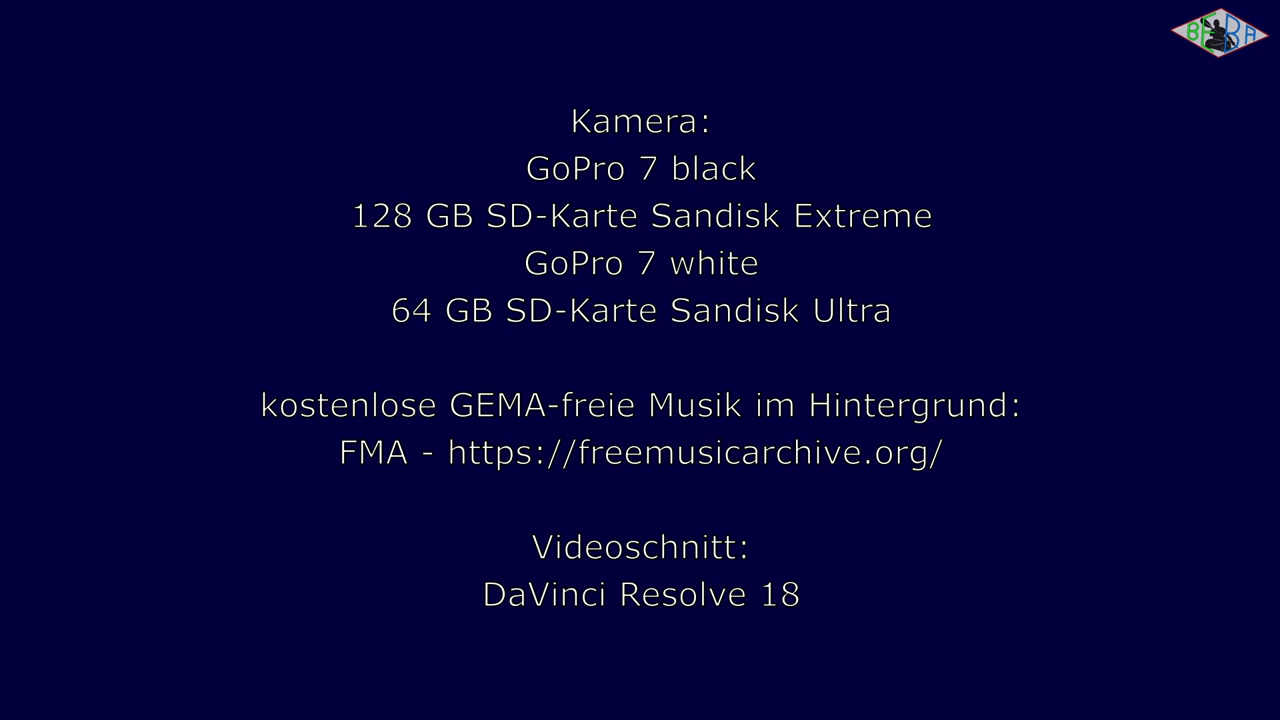 BEBA
Kamera:
GoPro 7 black
128 GB SD-Karte Sandisk Extreme
GoPro 7 white
64 GB SD-Karte Sandisk Ultra
kostenlose GEMA-freie Musik im Hintergrund:
FMA - https://freemusicarchive.org/
Videoschnitt:
DaVinci Resolve 18